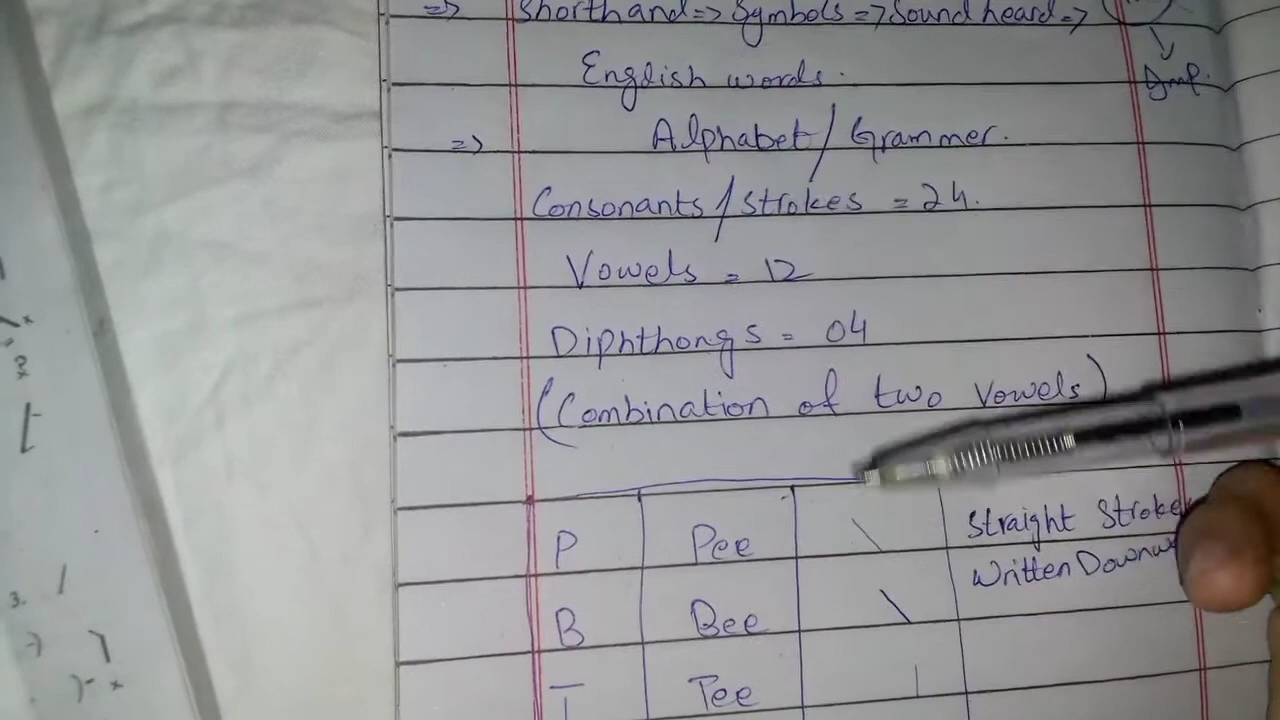 => Shorthand => Symbols => Sound heard =>
English words.
=> Alphabet / Grammer.
Consonants / Strokes = 24.
Vowels = 12
Diphthongs = 04
(Combination of two vowels)
P Pee \ Straight Stroke
Written Downw
B Bee \
T Tee |